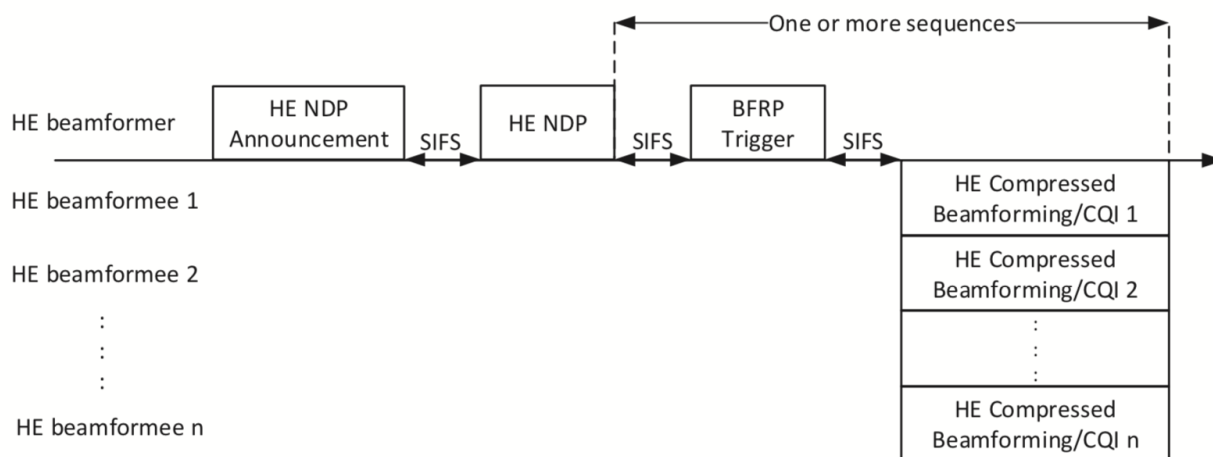 One or more sequences
HE beamformer
HE NDP
Announcement
SIFS
HE NDP
SIFS
BFRP
Trigger
SIFS
HE beamformee 1
HE Compressed
Beamforming/CQI 1
HE beamformee 2
HE Compressed
Beamforming/CQI 2
HE beamformee n
HE Compressed
Beamforming/CQI n